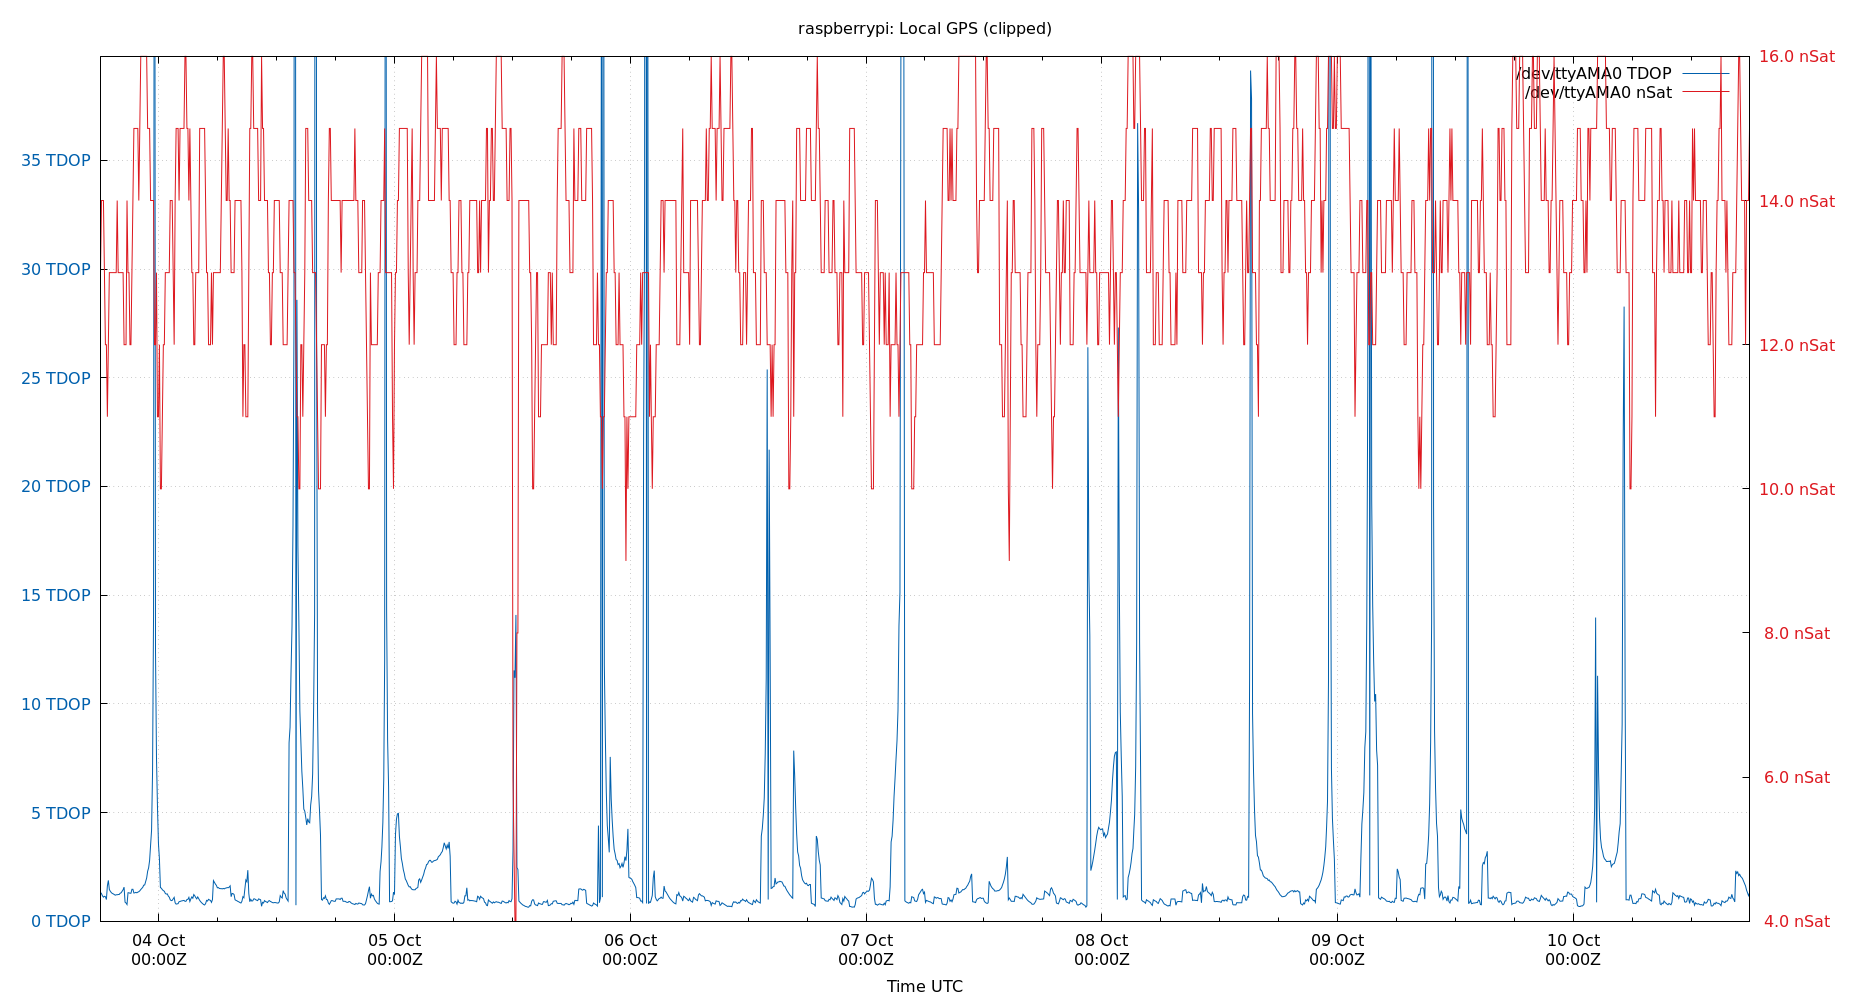 raspberrypi: Local GPS (clipped)
/dev/ttyAMA0 TDOP
/dev/ttyAMA0 nSat
35 TDOP
30 TDOP
25 TDOP
20 TDOP
15 TDOP
10 TDOP
5 TDOP
0 TDOP
16.0 nSat
14.0 nSat
12.0 nSat
10.0 nSat
8.0 nSat
6.0 nSat
4.0 nSat
04 Oct
00:00Z
05 Oct
00:00Z
06 Oct
00:00Z
07 Oct
00:00Z
08 Oct
00:00Z
09 Oct
00:00Z
10 Oct
00:00Z
Time UTC